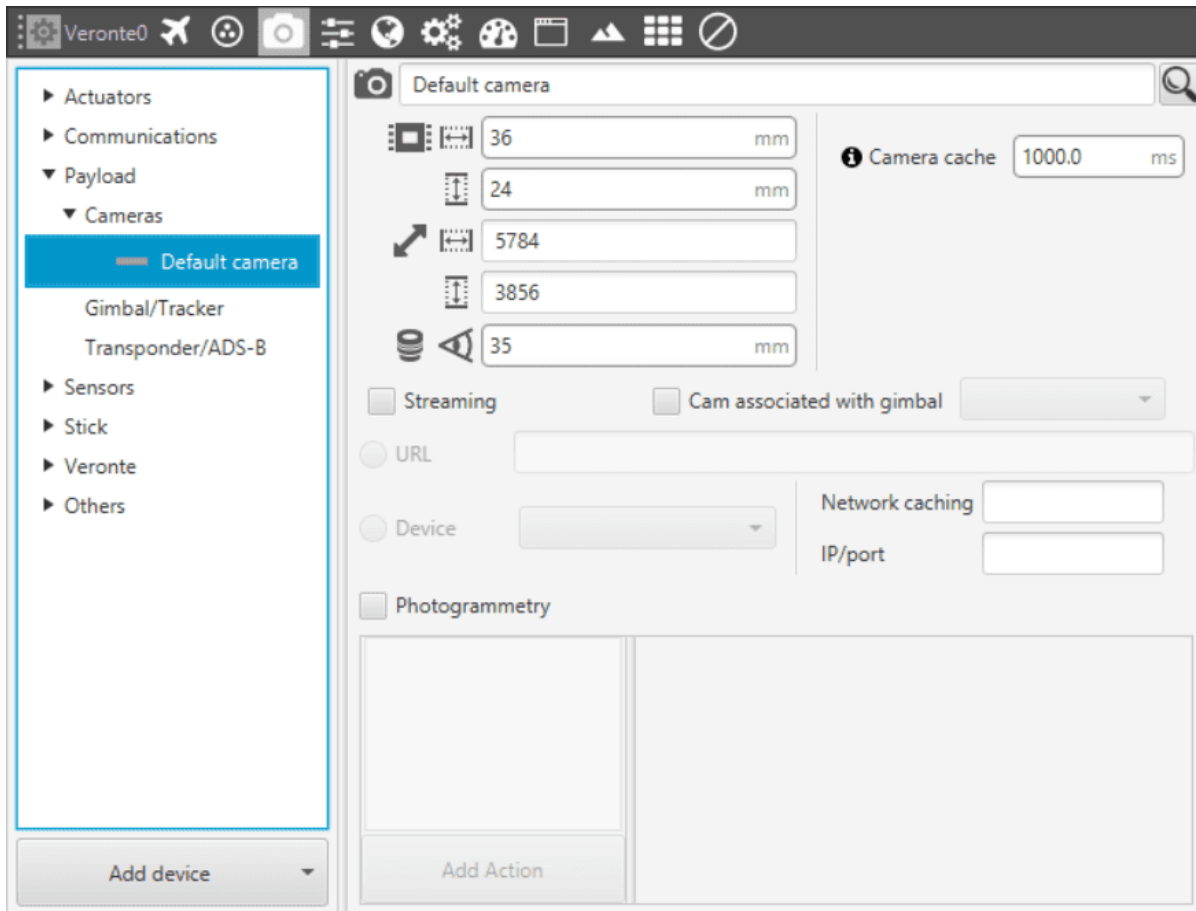 Veronte0
Actuators
Communications
Payload
Cameras
Default camera
Gimbal/Tracker
Transponder/ADS-B
Sensors
Stick
Veronte
Others
Add device
Default camera
36 mm
24 mm
5784
3856
35 mm
Camera cache 1000.0 ms
Streaming
Cam associated with gimbal
URL
Device
Network caching
IP/port
Photogrammetry
Add Action